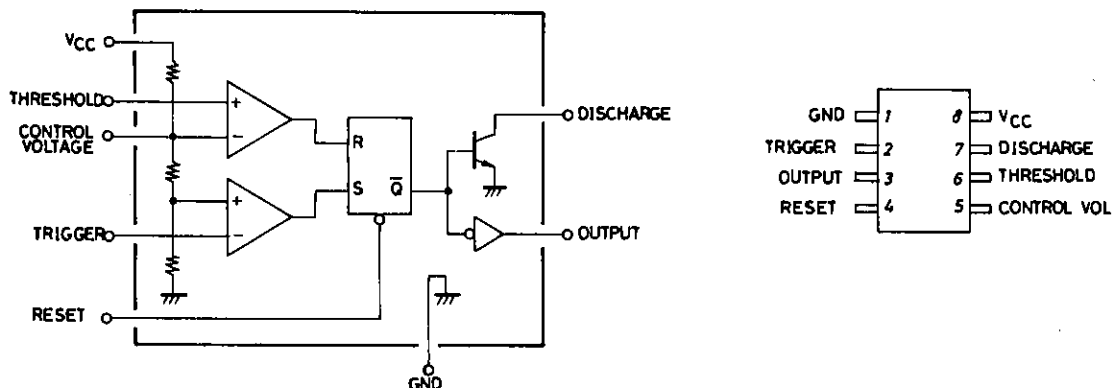 VCC
THRESHOLD
CONTROL
VOLTAGE
TRIGGER
RESET
+
−
+
−
R
S
Q̅
DISCHARGE
OUTPUT
GND
GND 1 8 VCC
TRIGGER 2 7 DISCHARGE
OUTPUT 3 6 THRESHOLD
RESET 4 5 CONTROL VOL